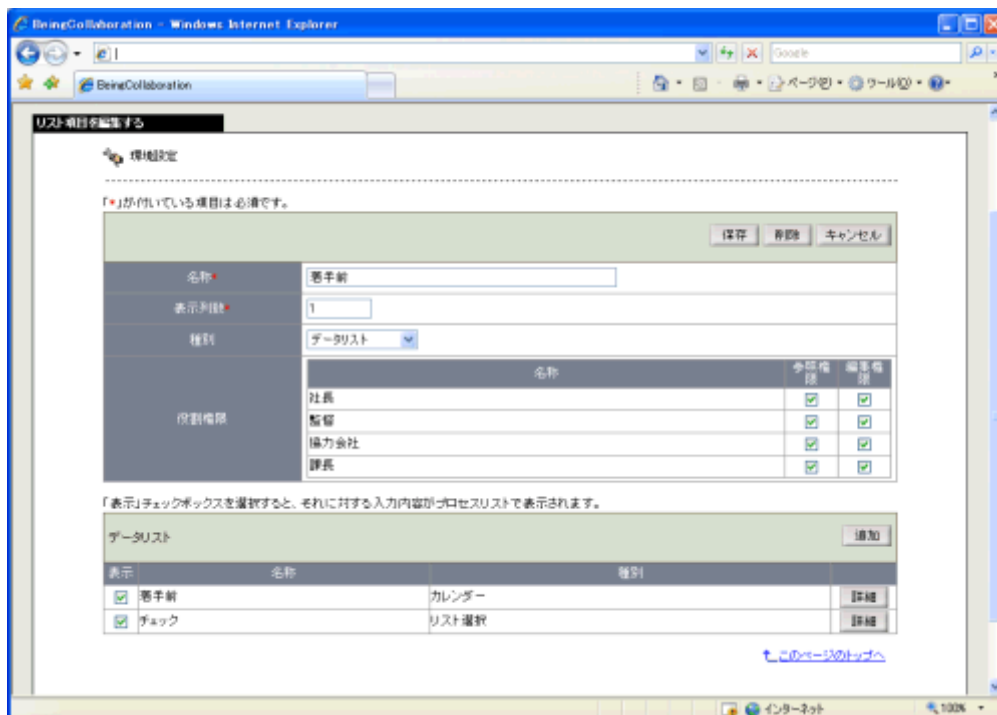 BeingCollaboration - Windows Internet Explorer
Google
BeingCollaboration
ページ(P)
ツール(O)
リスト項目を編集する
環境設定
「*」が付いている項目は必須です。
保存 削除 キャンセル
名称* 着手前
表示列数* 1
種別 データリスト
役割権限
名称 参照権限 編集権限
社長
監督
協力会社
課長
「表示」チェックボックスを選択すると、それに対する入力内容がプロセスリストで表示されます。
データリスト 追加
表示 名称 種別
着手前 カレンダー 詳細
チェック リスト選択 詳細
↑ このページのトップへ
インターネット 100%